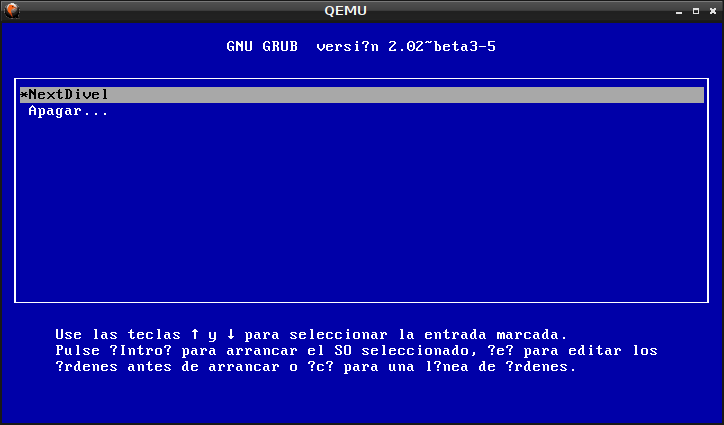 QEMU
GNU GRUB  versi?n 2.02~beta3-5
*NextDivel
Apagar...
Use las teclas ↑ y ↓ para seleccionar la entrada marcada.
Pulse ?Intro? para arrancar el SO seleccionado, ?e? para editar los
?rdenes antes de arrancar o ?c? para una l?nea de ?rdenes.